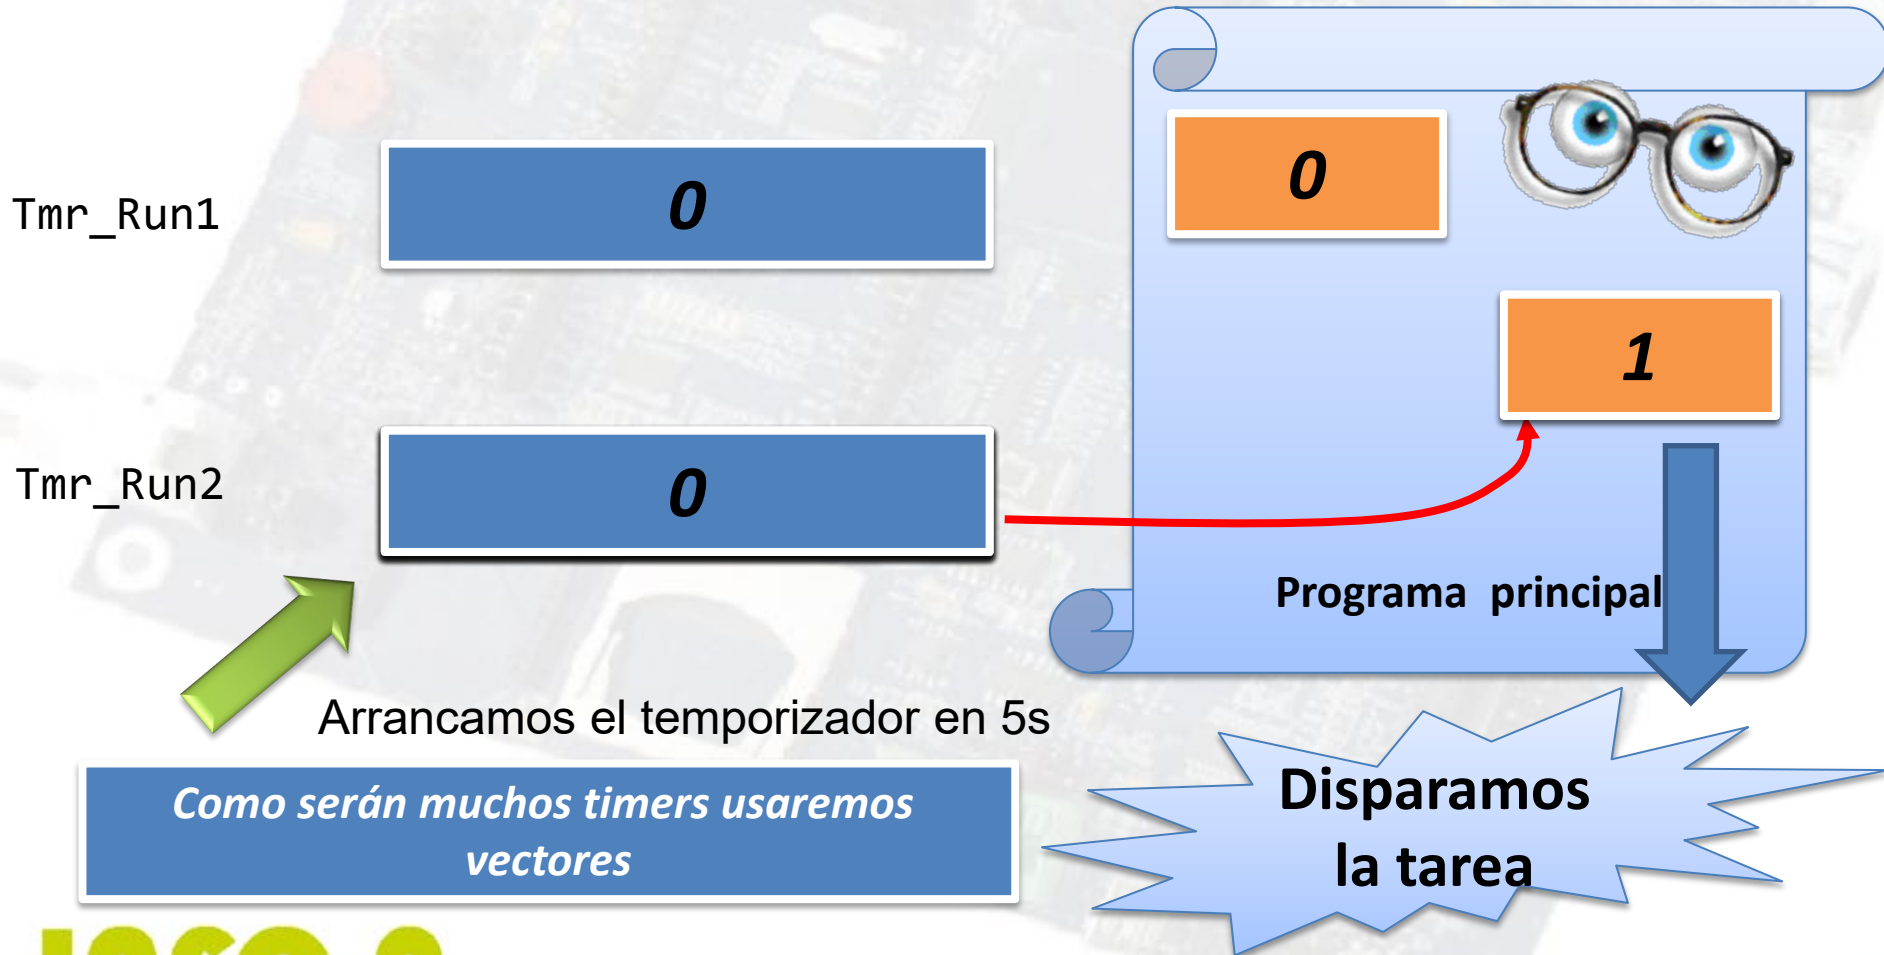 Tmr_Run1
0
0
1
Tmr_Run2
0
Programa principal
Arrancamos el temporizador en 5s
Como serán muchos timers usaremos
vectores
Disparamos
la tarea